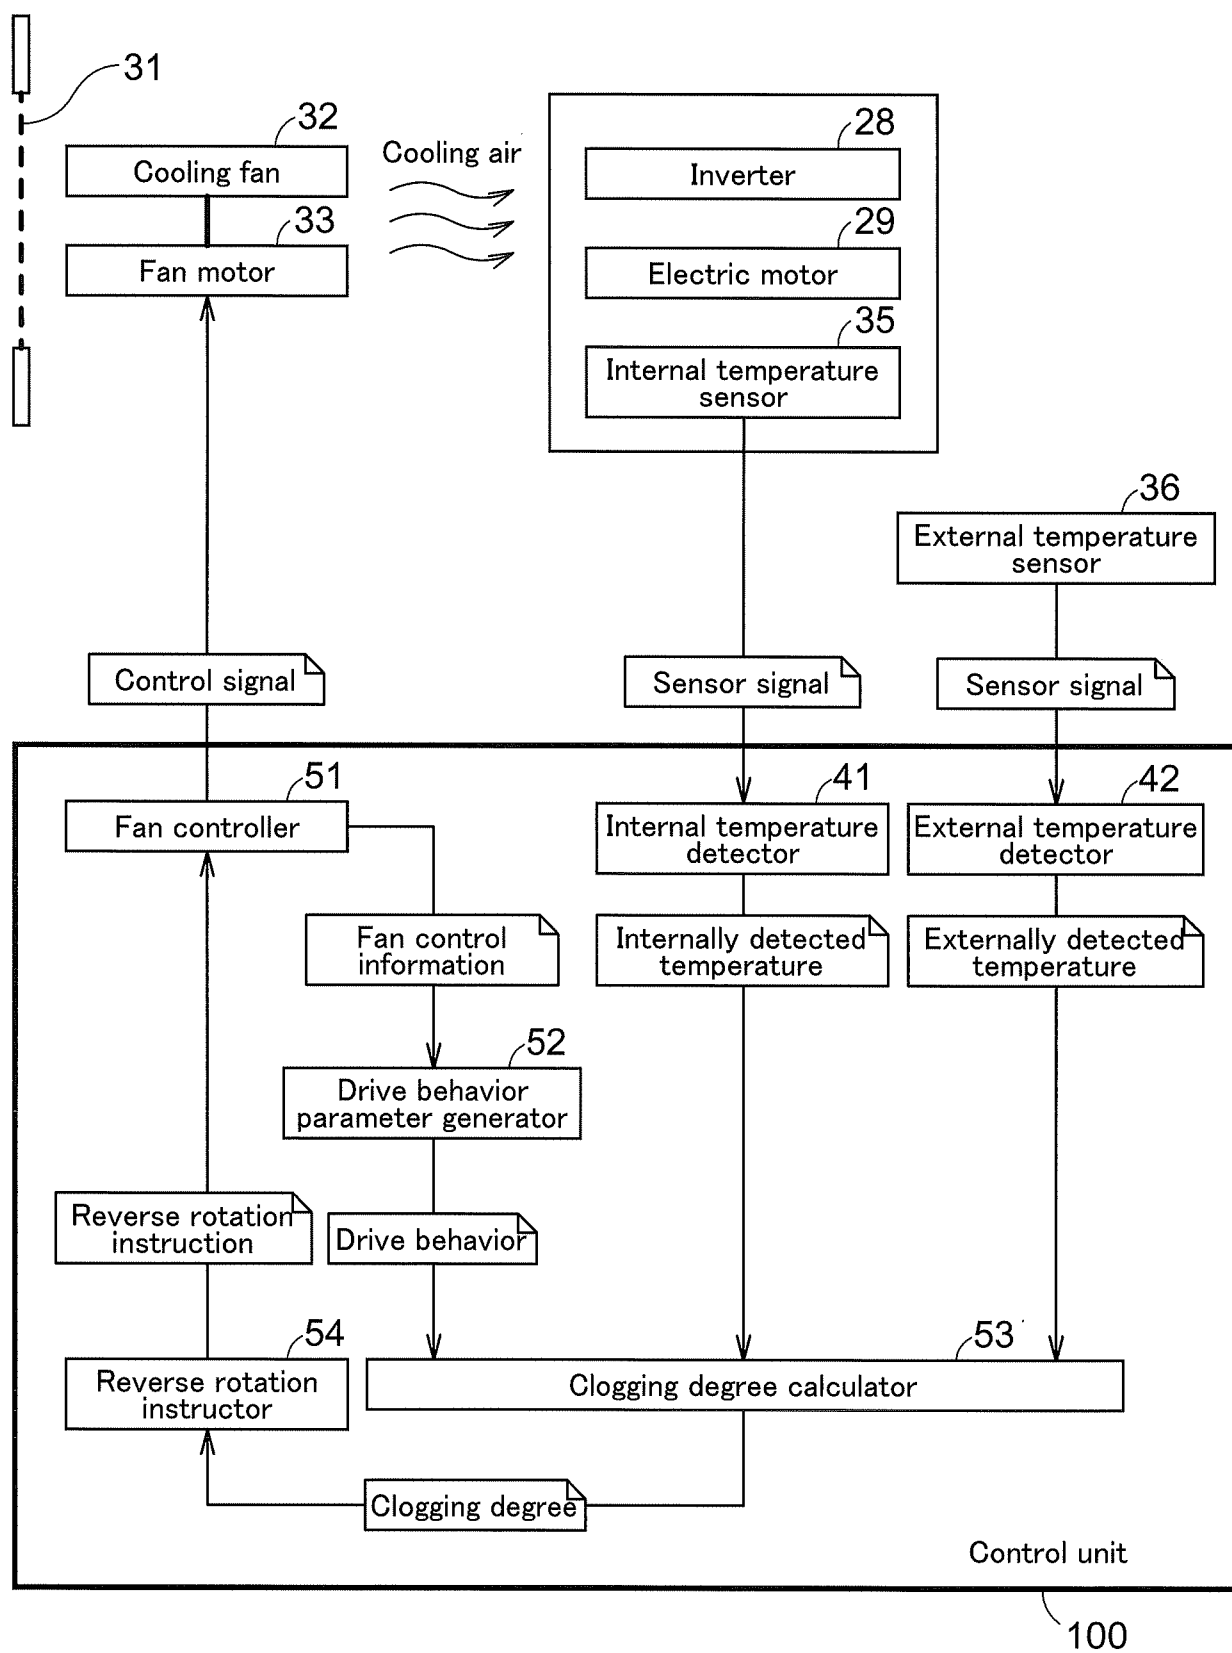 31
32
Cooling fan
33
Fan motor
Cooling air
28
Inverter
29
Electric motor
35
Internal temperature
sensor
36
External temperature
sensor
Control signal
Sensor signal
Sensor signal
51
Fan controller
41
Internal temperature
detector
42
External temperature
detector
Fan control
information
Internally detected
temperature
Externally detected
temperature
52
Drive behavior
parameter generator
Reverse rotation
instruction
Drive behavior
54
Reverse rotation
instructor
53
Clogging degree calculator
Clogging degree
Control unit
100